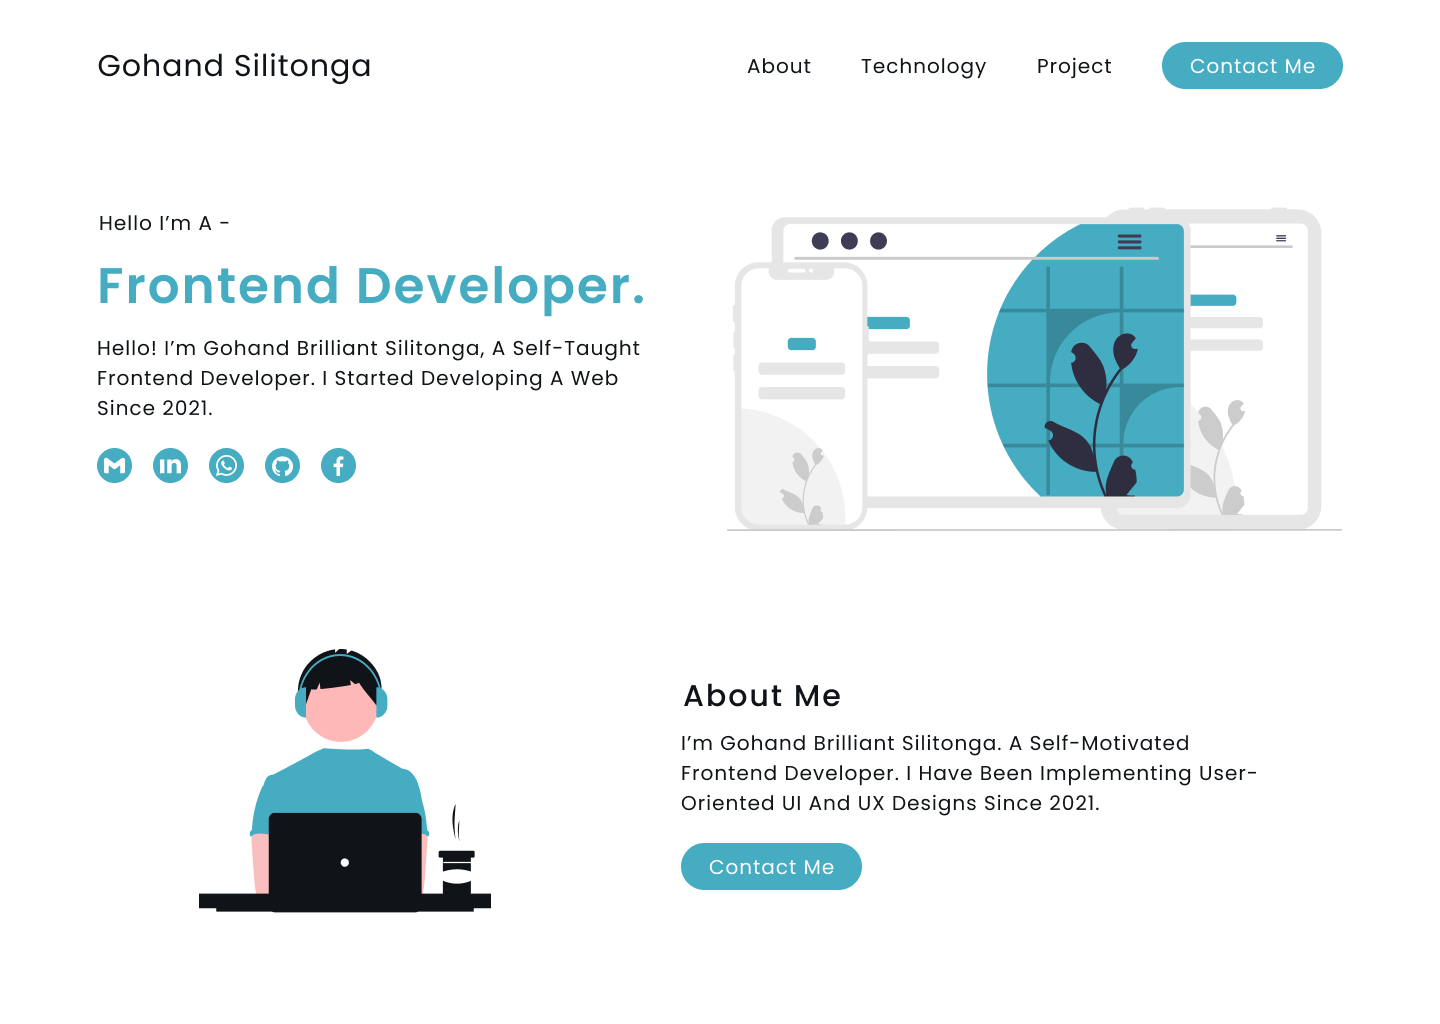 Gohand Silitonga
About
Technology
Project
Contact Me
Hello I’m A -
Frontend Developer.
Hello! I’m Gohand Brilliant Silitonga, A Self-Taught
Frontend Developer. I Started Developing A Web
Since 2021.
About Me
I’m Gohand Brilliant Silitonga. A Self-Motivated
Frontend Developer. I Have Been Implementing User-
Oriented UI And UX Designs Since 2021.
Contact Me